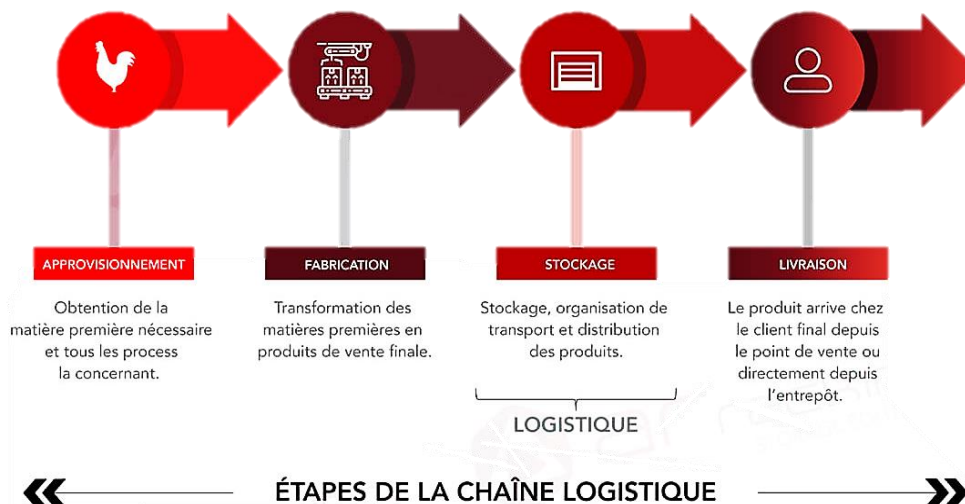 APPROVISIONNEMENT
Obtention de la
matière première nécessaire
et tous les process
la concernant.
FABRICATION
Transformation des
matières premières en
produits de vente finale.
STOCKAGE
Stockage, organisation de
transport et distribution
des produits.
LOGISTIQUE
LIVRAISON
Le produit arrive chez
le client final depuis
le point de vente ou
directement depuis
l'entrepôt.
ÉTAPES DE LA CHAÎNE LOGISTIQUE